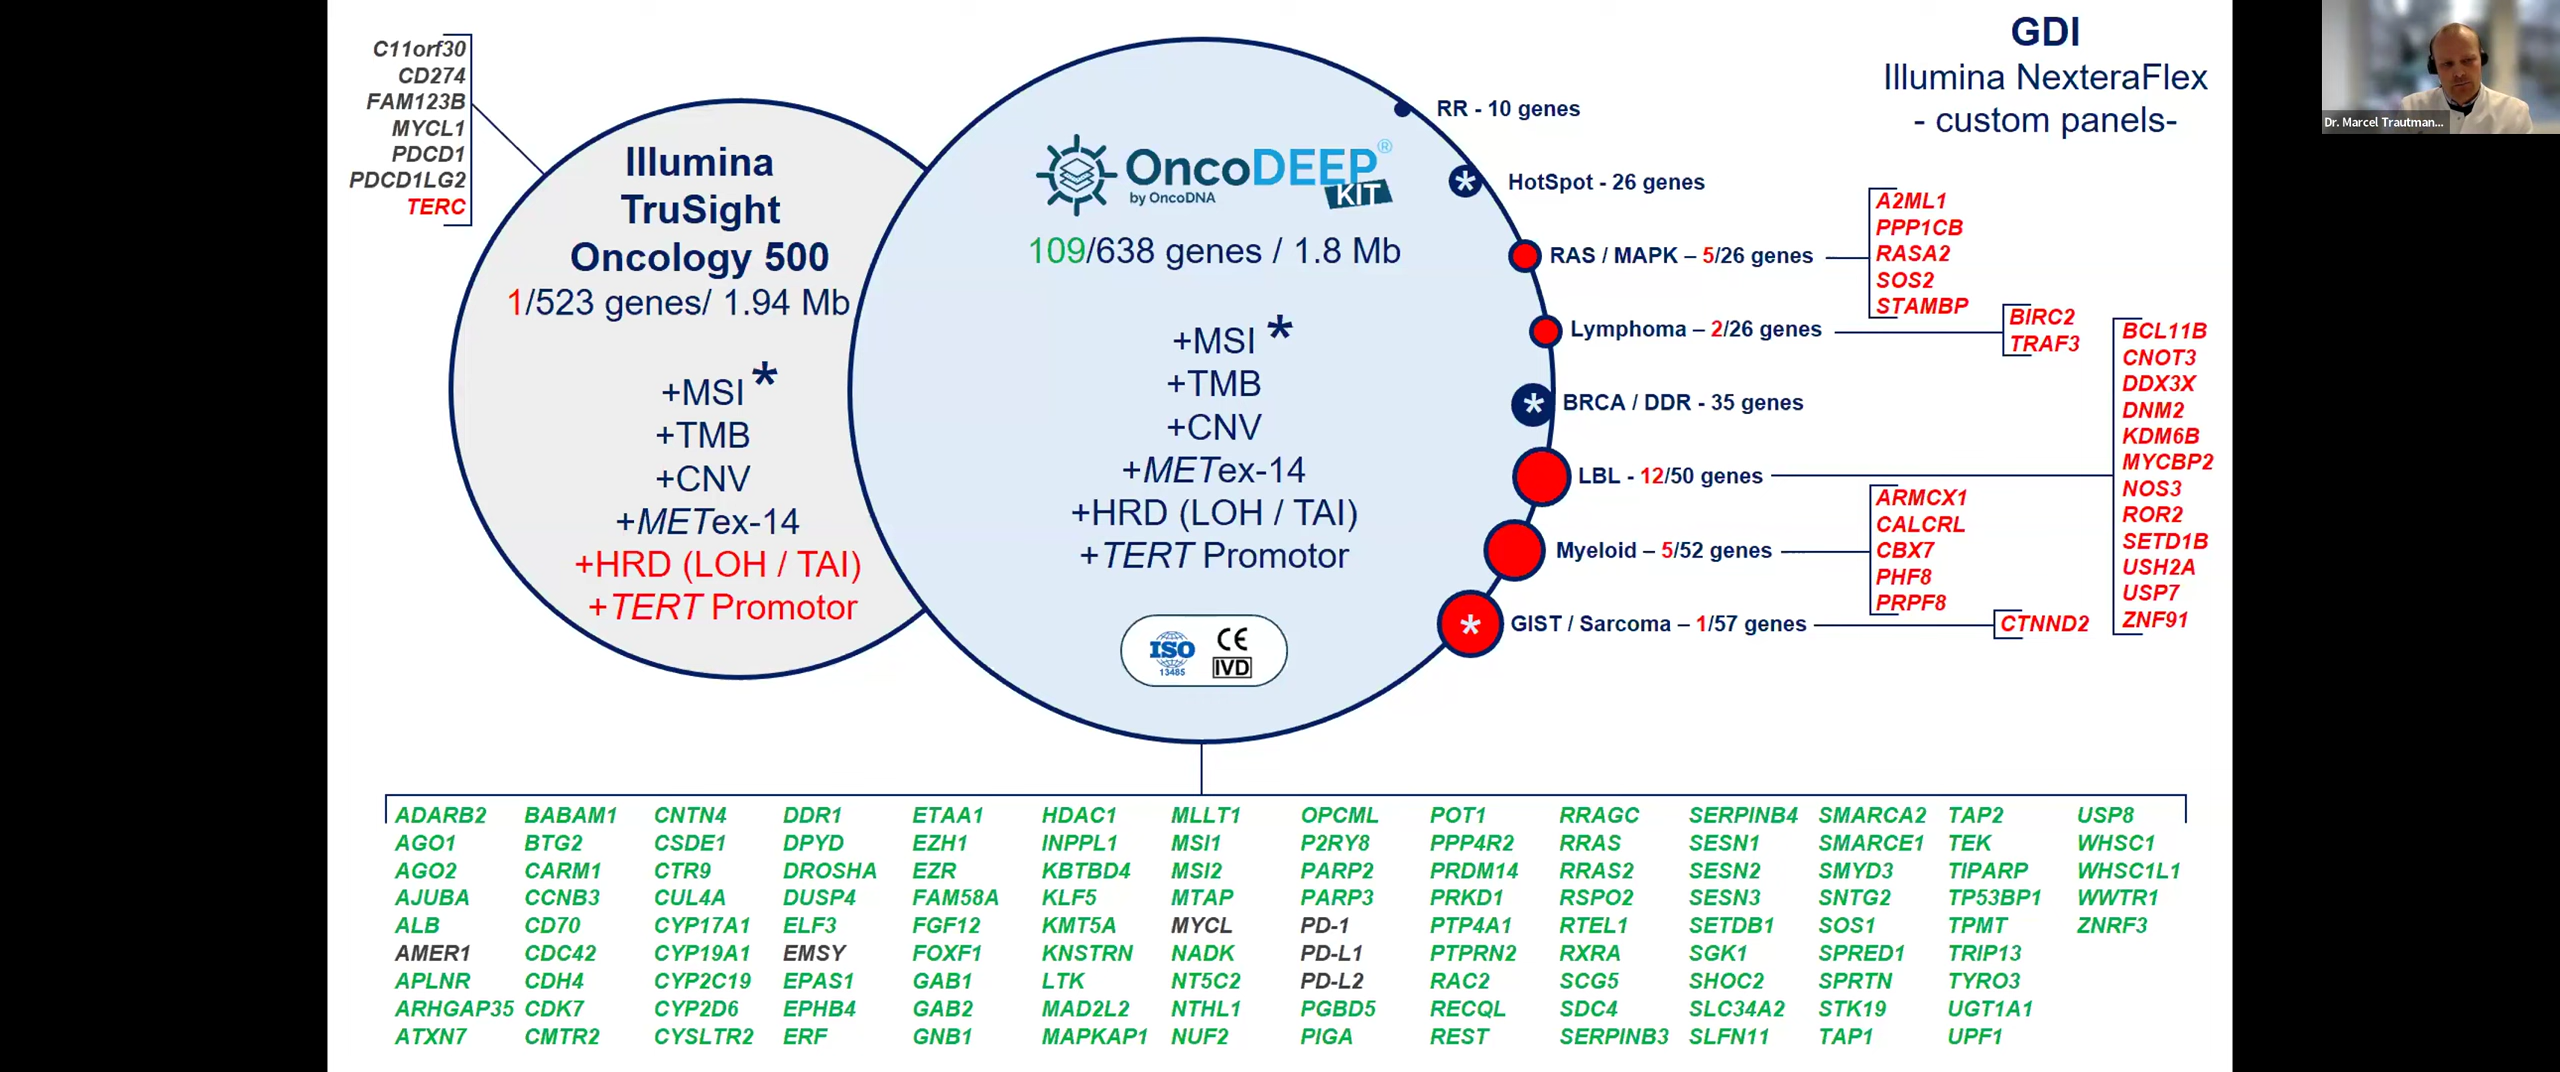 C11orf30
CD274
FAM123B
MYCL1
PDCD1
PDCD1LG2
TERC
Illumina
TruSight
Oncology 500
1/523 genes/ 1.94 Mb
+MSI *
+TMB
+CNV
+METex-14
+HRD (LOH / TAI)
+TERT Promotor
OncoDEEP®
KIT
by OncoDNA
109/638 genes / 1.8 Mb
+MSI *
+TMB
+CNV
+METex-14
+HRD (LOH / TAI)
+TERT Promotor
ISO
13485
CE
IVD
GDI
Illumina NexteraFlex
- custom panels-
Dr. Marcel Trautman...
RR - 10 genes
* HotSpot - 26 genes
RAS / MAPK – 5/26 genes
A2ML1
PPP1CB
RASA2
SOS2
STAMBP
Lymphoma – 2/26 genes
BIRC2
TRAF3
* BRCA / DDR - 35 genes
LBL - 12/50 genes
BCL11B
CNOT3
DDX3X
DNM2
KDM6B
MYCBP2
NOS3
ROR2
SETD1B
USH2A
USP7
ZNF91
Myeloid – 5/52 genes
ARMCX1
CALCRL
CBX7
PHF8
PRPF8
* GIST / Sarcoma – 1/57 genes
CTNND2
ADARB2 BABAM1 CNTN4 DDR1 ETAA1 HDAC1 MLLT1 OPCML POT1 RRAGC SERPINB4 SMARCA2 TAP2 USP8
AGO1 BTG2 CSDE1 DPYD EZH1 INPPL1 MSI1 P2RY8 PPP4R2 RRAS SESN1 SMARCE1 TEK WHSC1
AGO2 CARM1 CTR9 DROSHA EZR KBTBD4 MSI2 PARP2 PRDM14 RRAS2 SESN2 SMYD3 TIPARP WHSC1L1
AJUBA CCNB3 CUL4A DUSP4 FAM58A KLF5 MTAP PARP3 PRKD1 RSPO2 SESN3 SNTG2 TP53BP1 WWTR1
ALB CD70 CYP17A1 ELF3 FGF12 KMT5A MYCL PD-1 PTP4A1 RTEL1 SETDB1 SOS1 TPMT ZNRF3
AMER1 CDC42 CYP19A1 EMSY FOXF1 KNSTRN NADK PD-L1 PTPRN2 RXRA SGK1 SPRED1 TRIP13
APLNR CDH4 CYP2C19 EPAS1 GAB1 LTK NT5C2 PD-L2 RAC2 SCG5 SHOC2 SPRTN TYRO3
ARHGAP35 CDK7 CYP2D6 EPHB4 GAB2 MAD2L2 NTHL1 PGBD5 RECQL SDC4 SLC34A2 STK19 UGT1A1
ATXN7 CMTR2 CYSLTR2 ERF GNB1 MAPKAP1 NUF2 PIGA REST SERPINB3 SLFN11 TAP1 UPF1